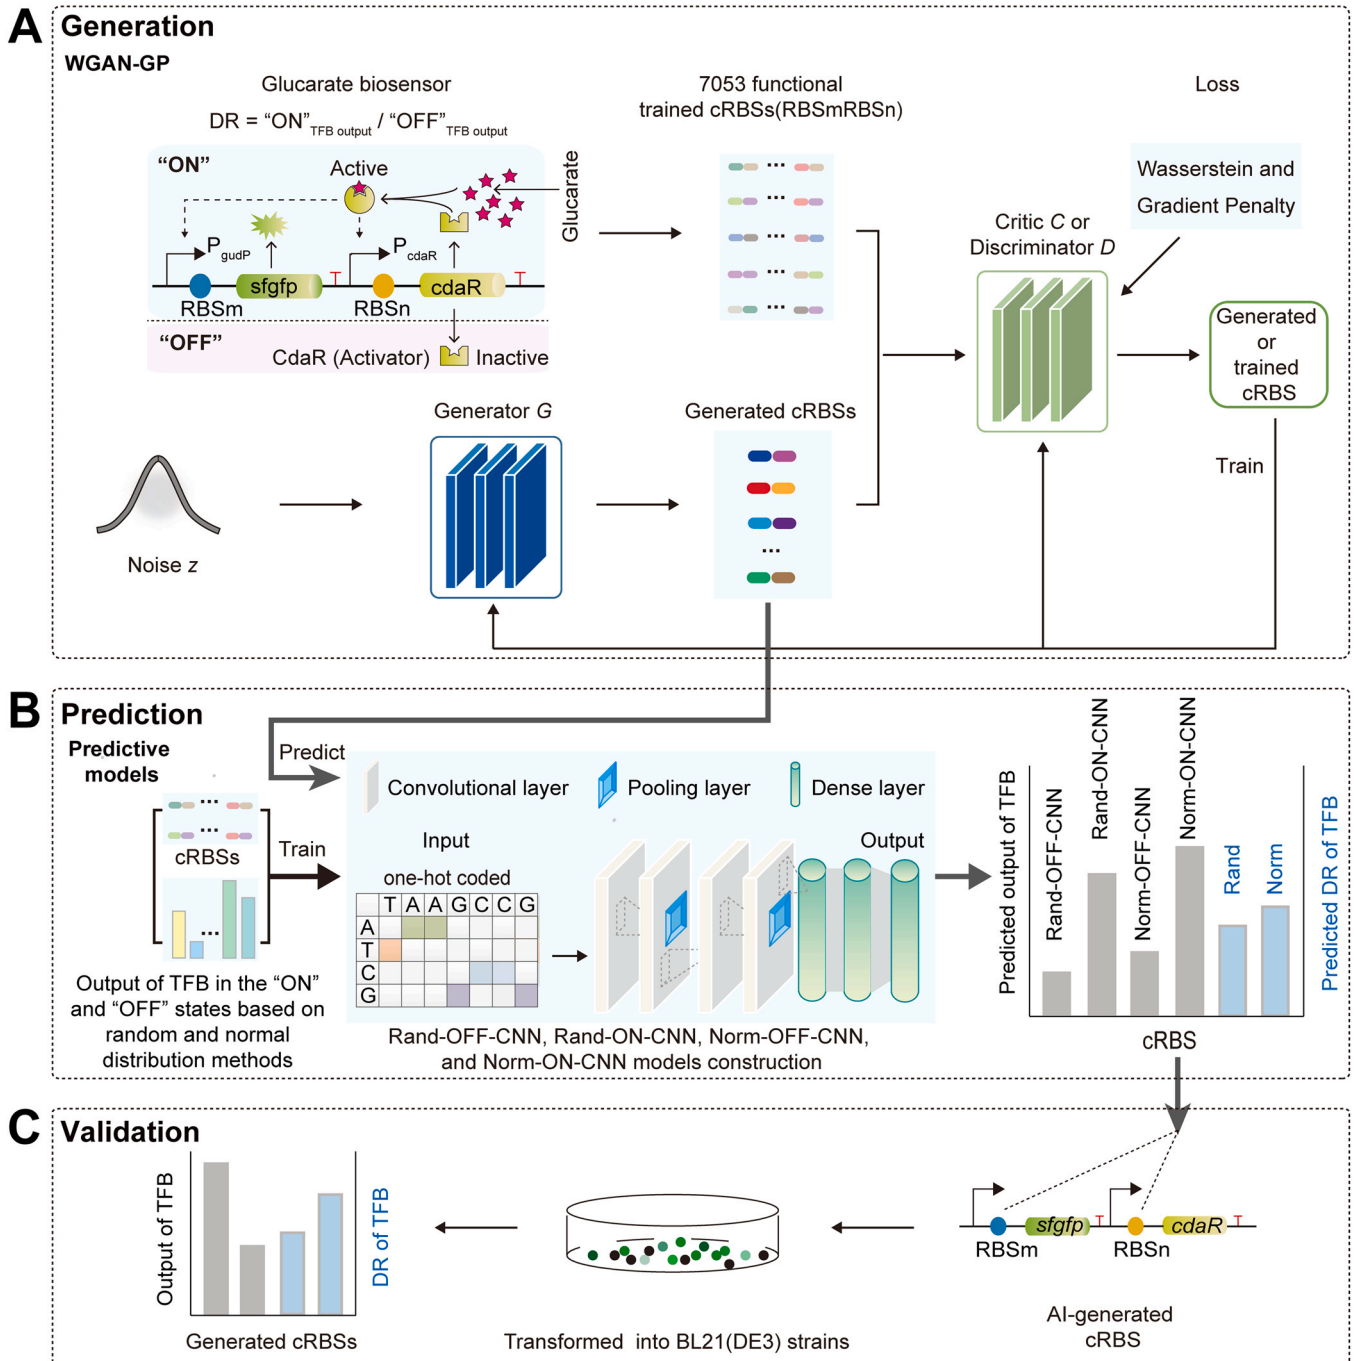 A
Generation
WGAN-GP
Glucarate biosensor
DR = “ON”TFB output / “OFF”TFB output
“ON”
Active
Glucarate
PgudP
PcdaR
sfgfp
cdaR
T
T
RBSm
RBSn
“OFF”
CdaR (Activator)
Inactive
7053 functional
trained cRBSs(RBSmRBSn)
...
...
...
...
...
Loss
Wasserstein and
Gradient Penalty
Critic C or
Discriminator D
Generated
or
trained
cRBS
Train
Noise z
Generator G
Generated cRBSs
...
B
Prediction
Predictive
models
...
...
cRBSs
Output of TFB in the “ON”
and “OFF” states based on
random and normal
distribution methods
Predict
Train
Convolutional layer
Pooling layer
Dense layer
Input
Output
one-hot coded
T A A G C C G
A
T
C
G
Rand-OFF-CNN, Rand-ON-CNN, Norm-OFF-CNN,
and Norm-ON-CNN models construction
Predicted output of TFB
Rand-OFF-CNN
Rand-ON-CNN
Norm-OFF-CNN
Norm-ON-CNN
Rand
Norm
Predicted DR of TFB
cRBS
C
Validation
Output of TFB
DR of TFB
Generated cRBSs
Transformed into BL21(DE3) strains
sfgfp
cdaR
T
T
RBSm
RBSn
AI-generated
cRBS